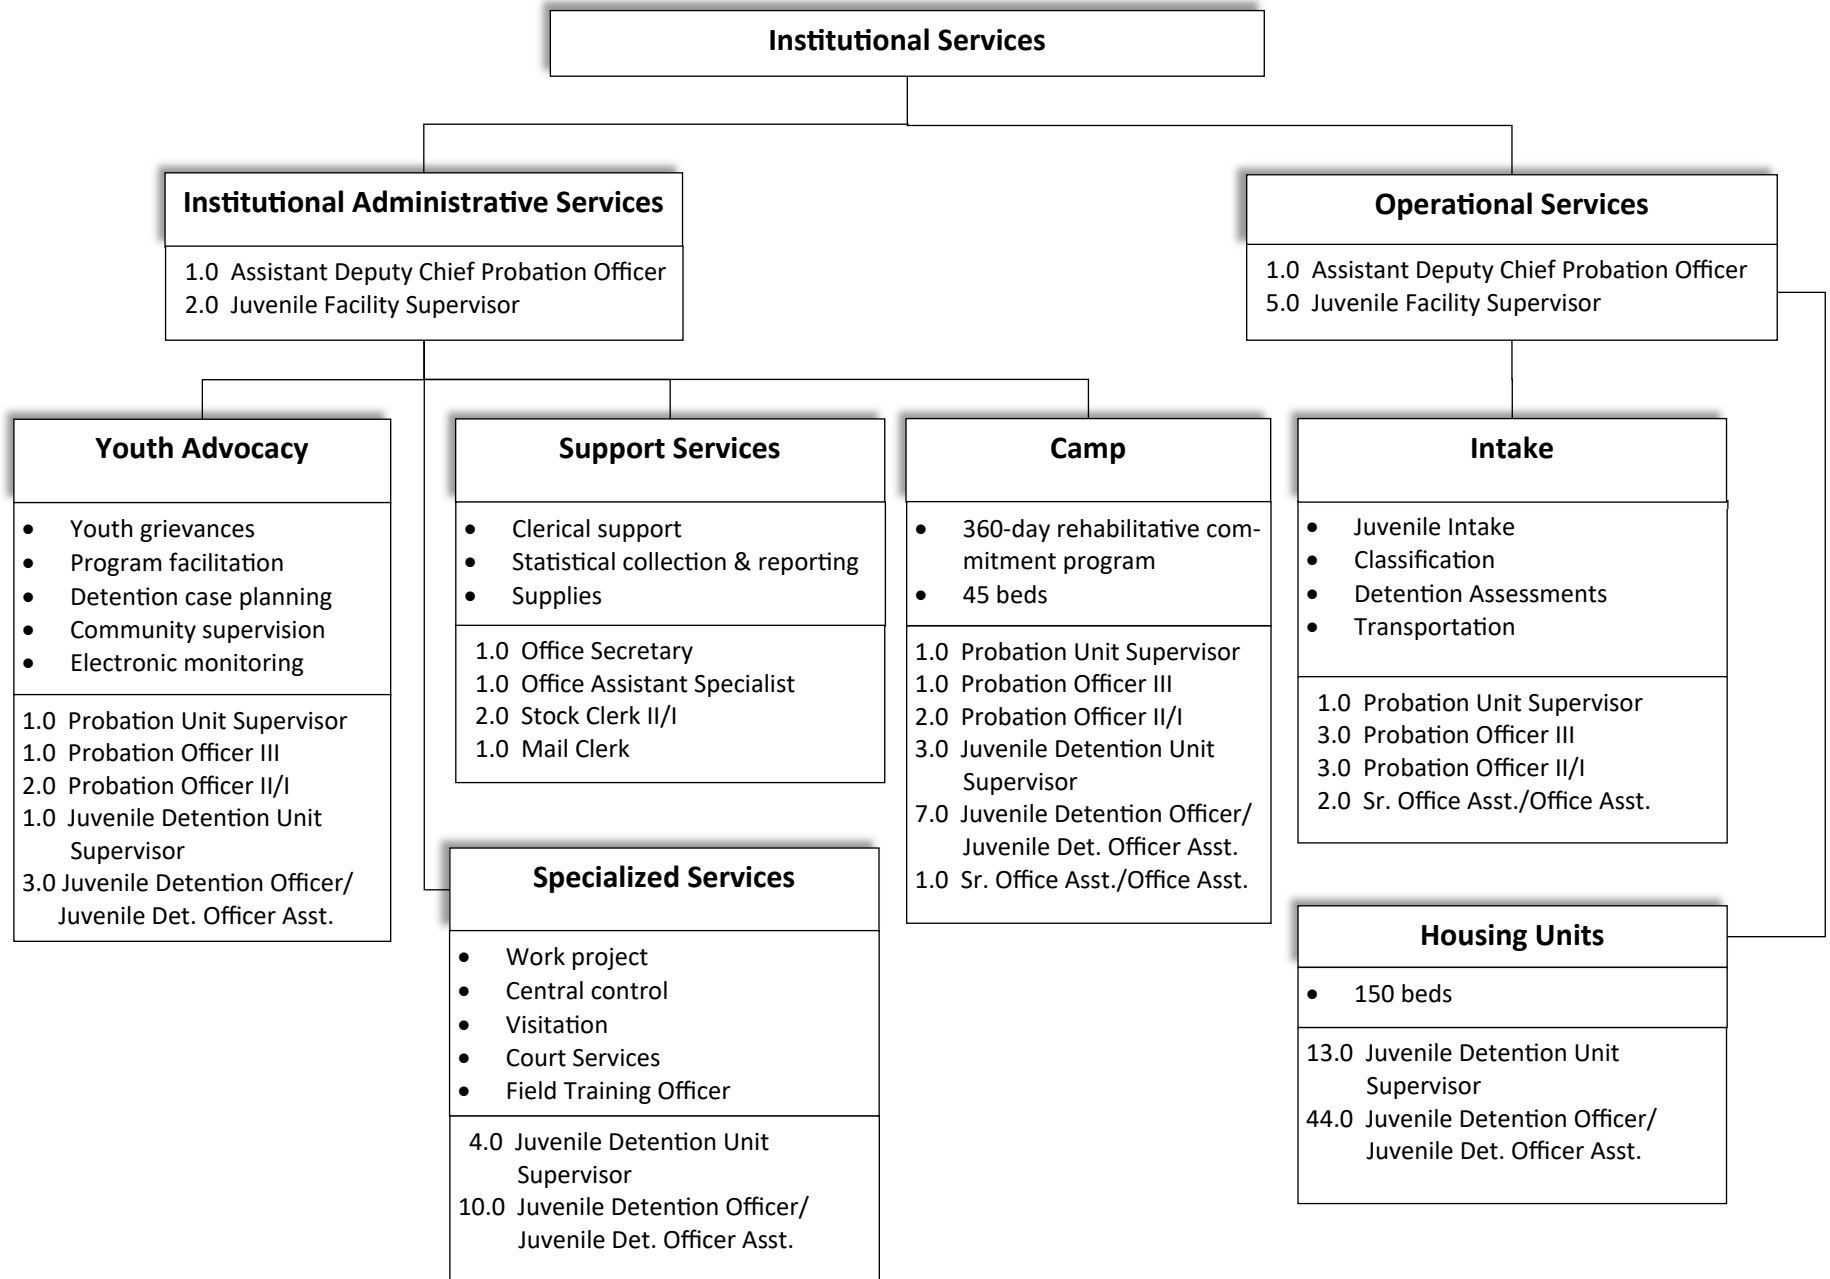 Institutional Services
Institutional Administrative Services
1.0 Assistant Deputy Chief Probation Officer
2.0 Juvenile Facility Supervisor
Operational Services
1.0 Assistant Deputy Chief Probation Officer
5.0 Juvenile Facility Supervisor
Youth Advocacy
• Youth grievances
• Program facilitation
• Detention case planning
• Community supervision
• Electronic monitoring
1.0 Probation Unit Supervisor
1.0 Probation Officer III
2.0 Probation Officer II/I
1.0 Juvenile Detention Unit
Supervisor
3.0 Juvenile Detention Officer/
Juvenile Det. Officer Asst.
Support Services
• Clerical support
• Statistical collection & reporting
• Supplies
1.0 Office Secretary
1.0 Office Assistant Specialist
2.0 Stock Clerk II/I
1.0 Mail Clerk
Specialized Services
• Work project
• Central control
• Visitation
• Court Services
• Field Training Officer
4.0 Juvenile Detention Unit
Supervisor
10.0 Juvenile Detention Officer/
Juvenile Det. Officer Asst.
Camp
• 360-day rehabilitative com-
mitment program
• 45 beds
1.0 Probation Unit Supervisor
1.0 Probation Officer III
2.0 Probation Officer II/I
3.0 Juvenile Detention Unit
Supervisor
7.0 Juvenile Detention Officer/
Juvenile Det. Officer Asst.
1.0 Sr. Office Asst./Office Asst.
Intake
• Juvenile Intake
• Classification
• Detention Assessments
• Transportation
1.0 Probation Unit Supervisor
3.0 Probation Officer III
3.0 Probation Officer II/I
2.0 Sr. Office Asst./Office Asst.
Housing Units
• 150 beds
13.0 Juvenile Detention Unit
Supervisor
44.0 Juvenile Detention Officer/
Juvenile Det. Officer Asst.